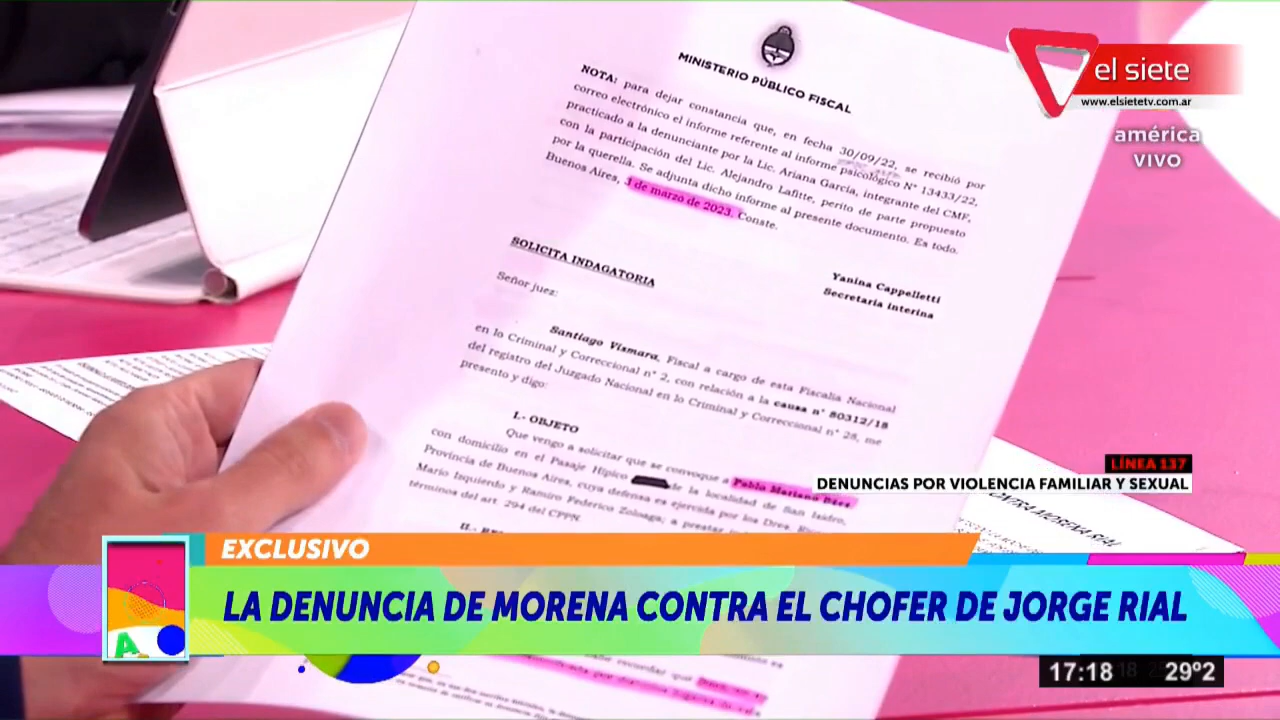 MINISTERIO PÚBLICO FISCAL
NOTA: para dejar constancia que, en fecha 30/09/22, se recibió por
correo electrónico el informe referente al informe psicológico N° 13433/22,
practicado a la denunciante por la Lic. Ariana García, integrante del CMF,
con la participación del Lic. Alejandro Lafitte, perito de parte propuesto
por la querella. Se adjunta dicho informe al presente documento. Es todo.
Buenos Aires, 3 de marzo de 2023. Conste.
Yanina Cappelletti
Secretaria interina
SOLICITA INDAGATORIA
Señor juez:
Santiago Vismara, Fiscal a cargo de esta Fiscalía Nacional
en lo Criminal y Correccional n° 2, con relación a la causa n° 80312/18
del registro del Juzgado Nacional en lo Criminal y Correccional n° 28, me
presento y digo:
I.- OBJETO
Que vengo a solicitar que se convoque a Pablo Mariano
con domicilio en el Pasaje Hípico de la localidad de San Isidro,
Provincia de Buenos Aires, cuya defensa es ejercida por los Dres.
Mario Izquierdo y Ramiro Federico Zoloaga; a prestar
términos del art. 294 del CPPN.
II.-
el siete
www.elsietetv.com.ar
américa
VIVO
LÍNEA 137
DENUNCIAS POR VIOLENCIA FAMILIAR Y SEXUAL
CONTRA MORENA RIAL
EXCLUSIVO
LA DENUNCIA DE MORENA CONTRA EL CHOFER DE JORGE RIAL
A
17:18 29º2